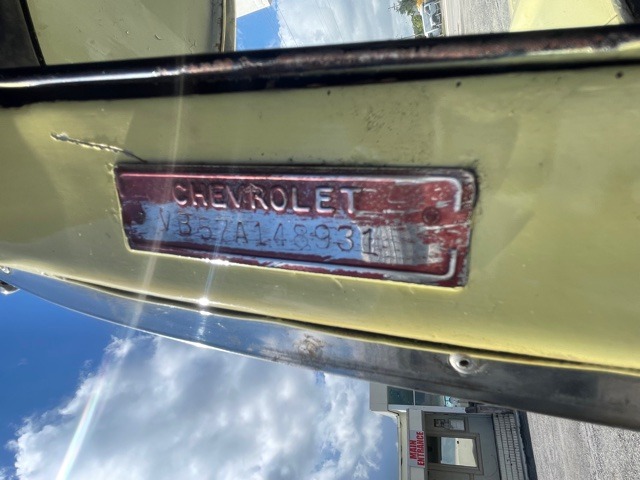 CHEVROLET
VB57A148931
MAIN
ENTRANCE